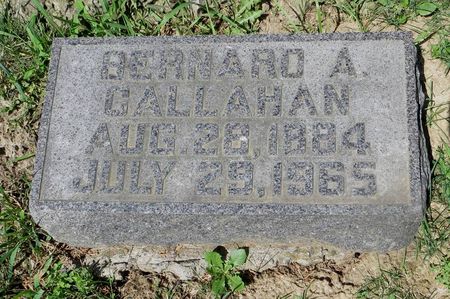 BERNARD A.
CALLAHAN
AUG 28, 1884
JULY 29, 1965